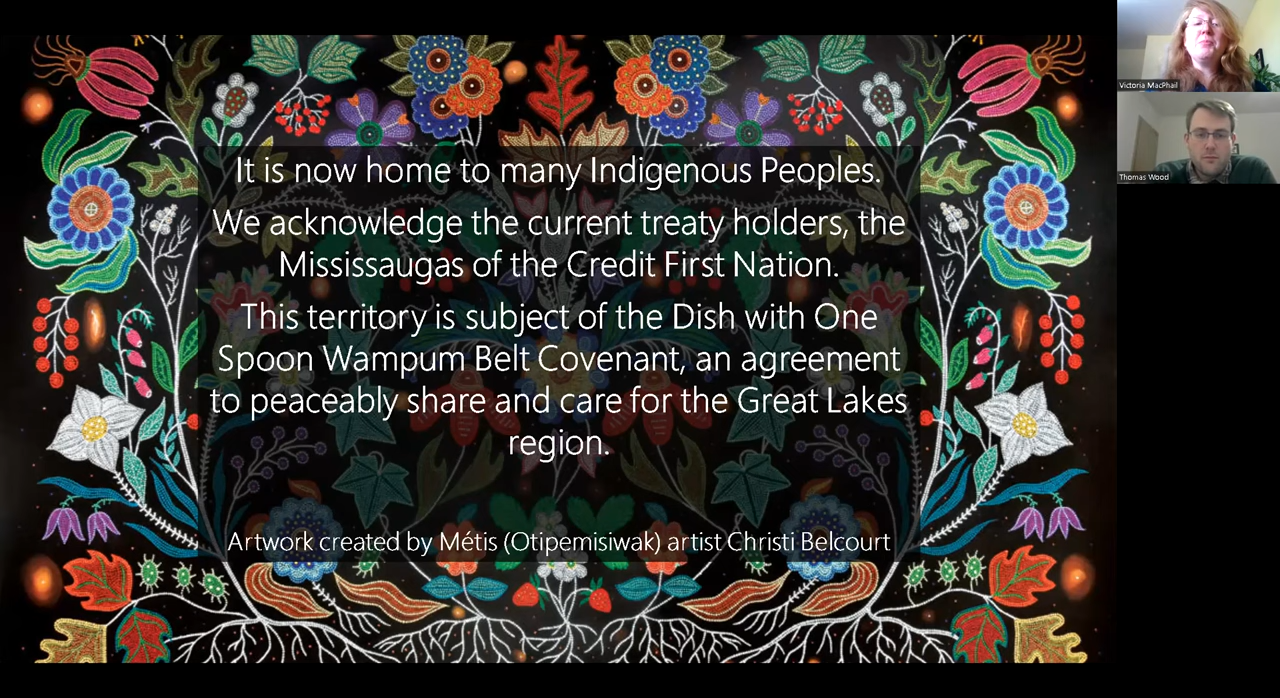 It is now home to many Indigenous Peoples.
We acknowledge the current treaty holders, the
Mississaugas of the Credit First Nation.
This territory is subject of the Dish with One
Spoon Wampum Belt Covenant, an agreement
to peaceably share and care for the Great Lakes
region.
Artwork created by Métis (Otipemisiwak) artist Christi Belcourt
Victoria MacPhail
Thomas Wood